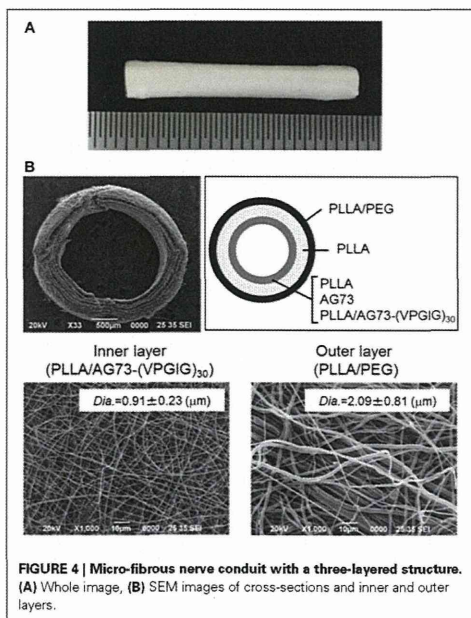 A
B
20kV X33 500μm 0000 25 35 SEI
PLLA/PEG
PLLA
PLLA
AG73
PLLA/AG73-(VPGIG)30
Inner layer
(PLLA/AG73-(VPGIG)30
Outer layer
(PLLA/PEG)
Dia.=0.91±0.23 (μm)
20kV X1,000 10μm 0000 25 35 SEI
Dia.=2.09±0.81 (μm)
20kV X1,000 10μm 0000 25 35 SEI
FIGURE 4 | Micro-fibrous nerve conduit with a three-layered structure.
(A) Whole image, (B) SEM images of cross-sections and inner and outer
layers.